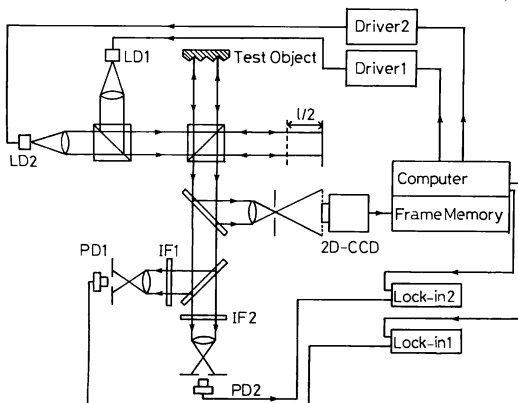 Driver2
LD1
Test Object
Driver1
l/2
LD2
Computer
Frame Memory
2D-CCD
PD1
IF1
Lock-in2
IF2
Lock-in1
PD2